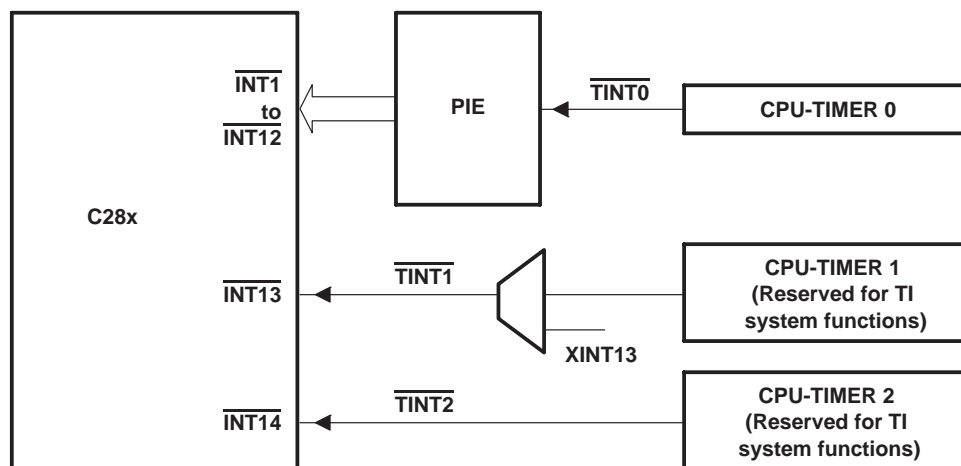 INT1
to
INT12
PIE
TINT0
CPU-TIMER 0
C28x
INT13
TINT1
XINT13
CPU-TIMER 1
(Reserved for TI
system functions)
INT14
TINT2
CPU-TIMER 2
(Reserved for TI
system functions)